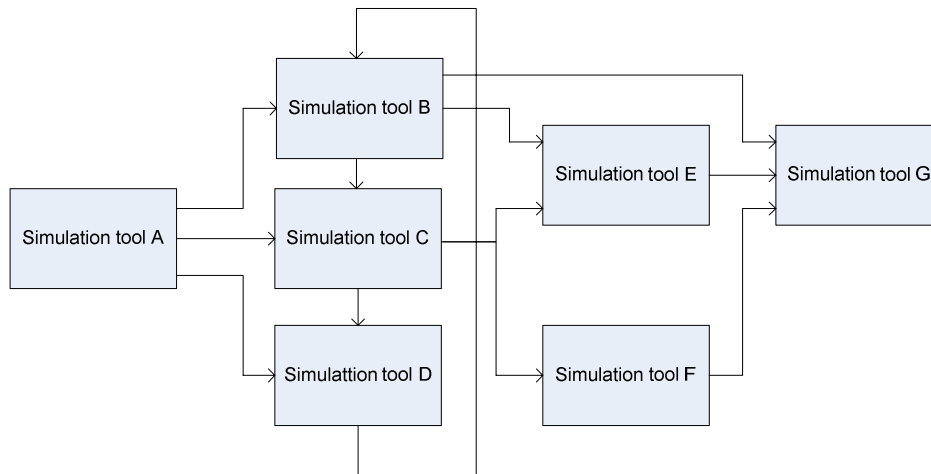 Simulation tool B
Simulation tool E
Simulation tool G
Simulation tool A
Simulation tool C
Simulattion tool D
Simulation tool F